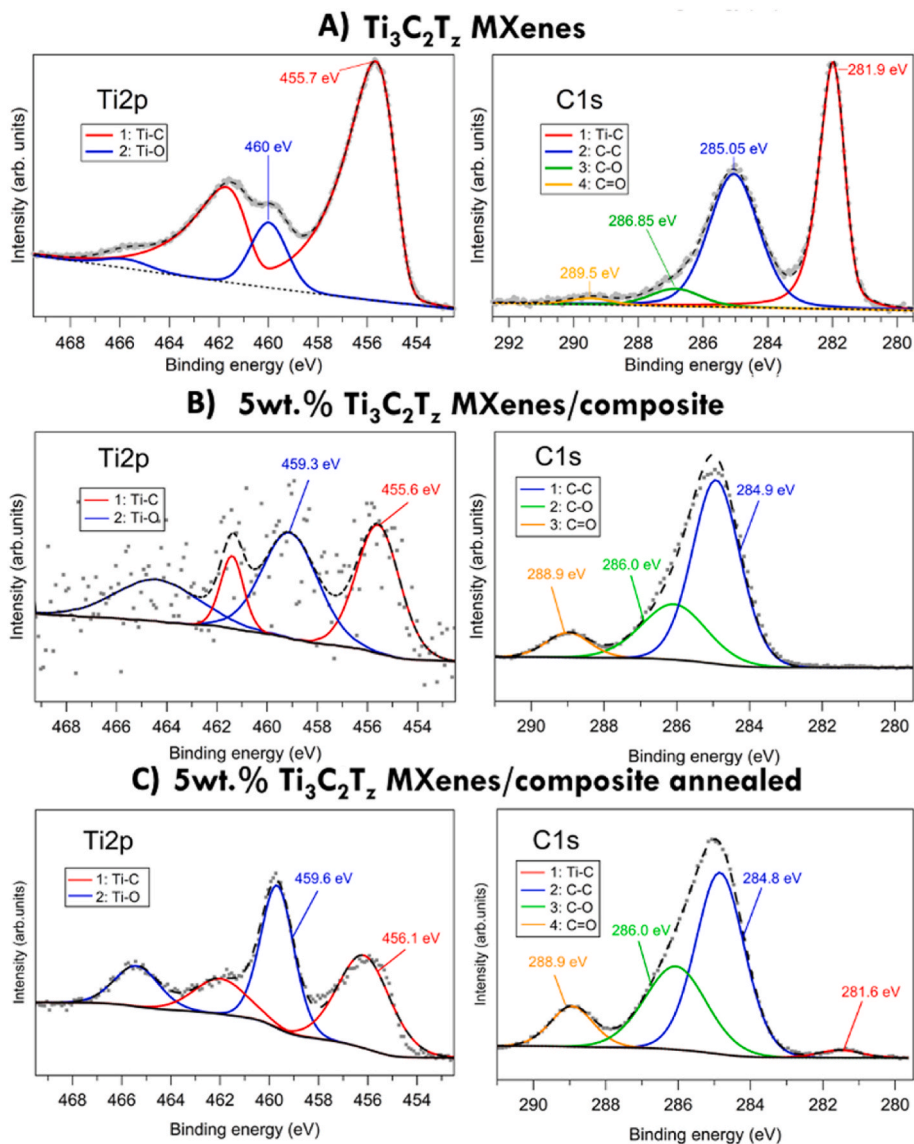 A) Ti₃C₂T_z MXenes
Ti2p
1: Ti-C
2: Ti-O
455.7 eV
460 eV
Intensity (arb. units)
468 466 464 462 460 458 456 454
Binding energy (eV)
C1s
1: Ti-C
2: C-C
3: C-O
4: C=O
281.9 eV
285.05 eV
286.85 eV
289.5 eV
Intensity (arb. units)
292 290 288 286 284 282 280
Binding energy (eV)
B) 5wt.% Ti₃C₂T_z MXenes/composite
Ti2p
1: Ti-C
2: Ti-O
459.3 eV
455.6 eV
Intensity (arb.units)
468 466 464 462 460 458 456 454
Binding energy (eV)
C1s
1: C-C
2: C-O
3: C=O
284.9 eV
286.0 eV
288.9 eV
Intensity (arb.units)
290 288 286 284 282 280
Binding energy (eV)
C) 5wt.% Ti₃C₂T_z MXenes/composite annealed
Ti2p
1: Ti-C
2: Ti-O
459.6 eV
456.1 eV
Intensity (arb.units)
468 466 464 462 460 458 456 454
Binding energy (eV)
C1s
1: Ti-C
2: C-C
3: C-O
4: C=O
284.8 eV
286.0 eV
288.9 eV
281.6 eV
Intensity (arb.units)
290 288 286 284 282 280
Binding energy (eV)